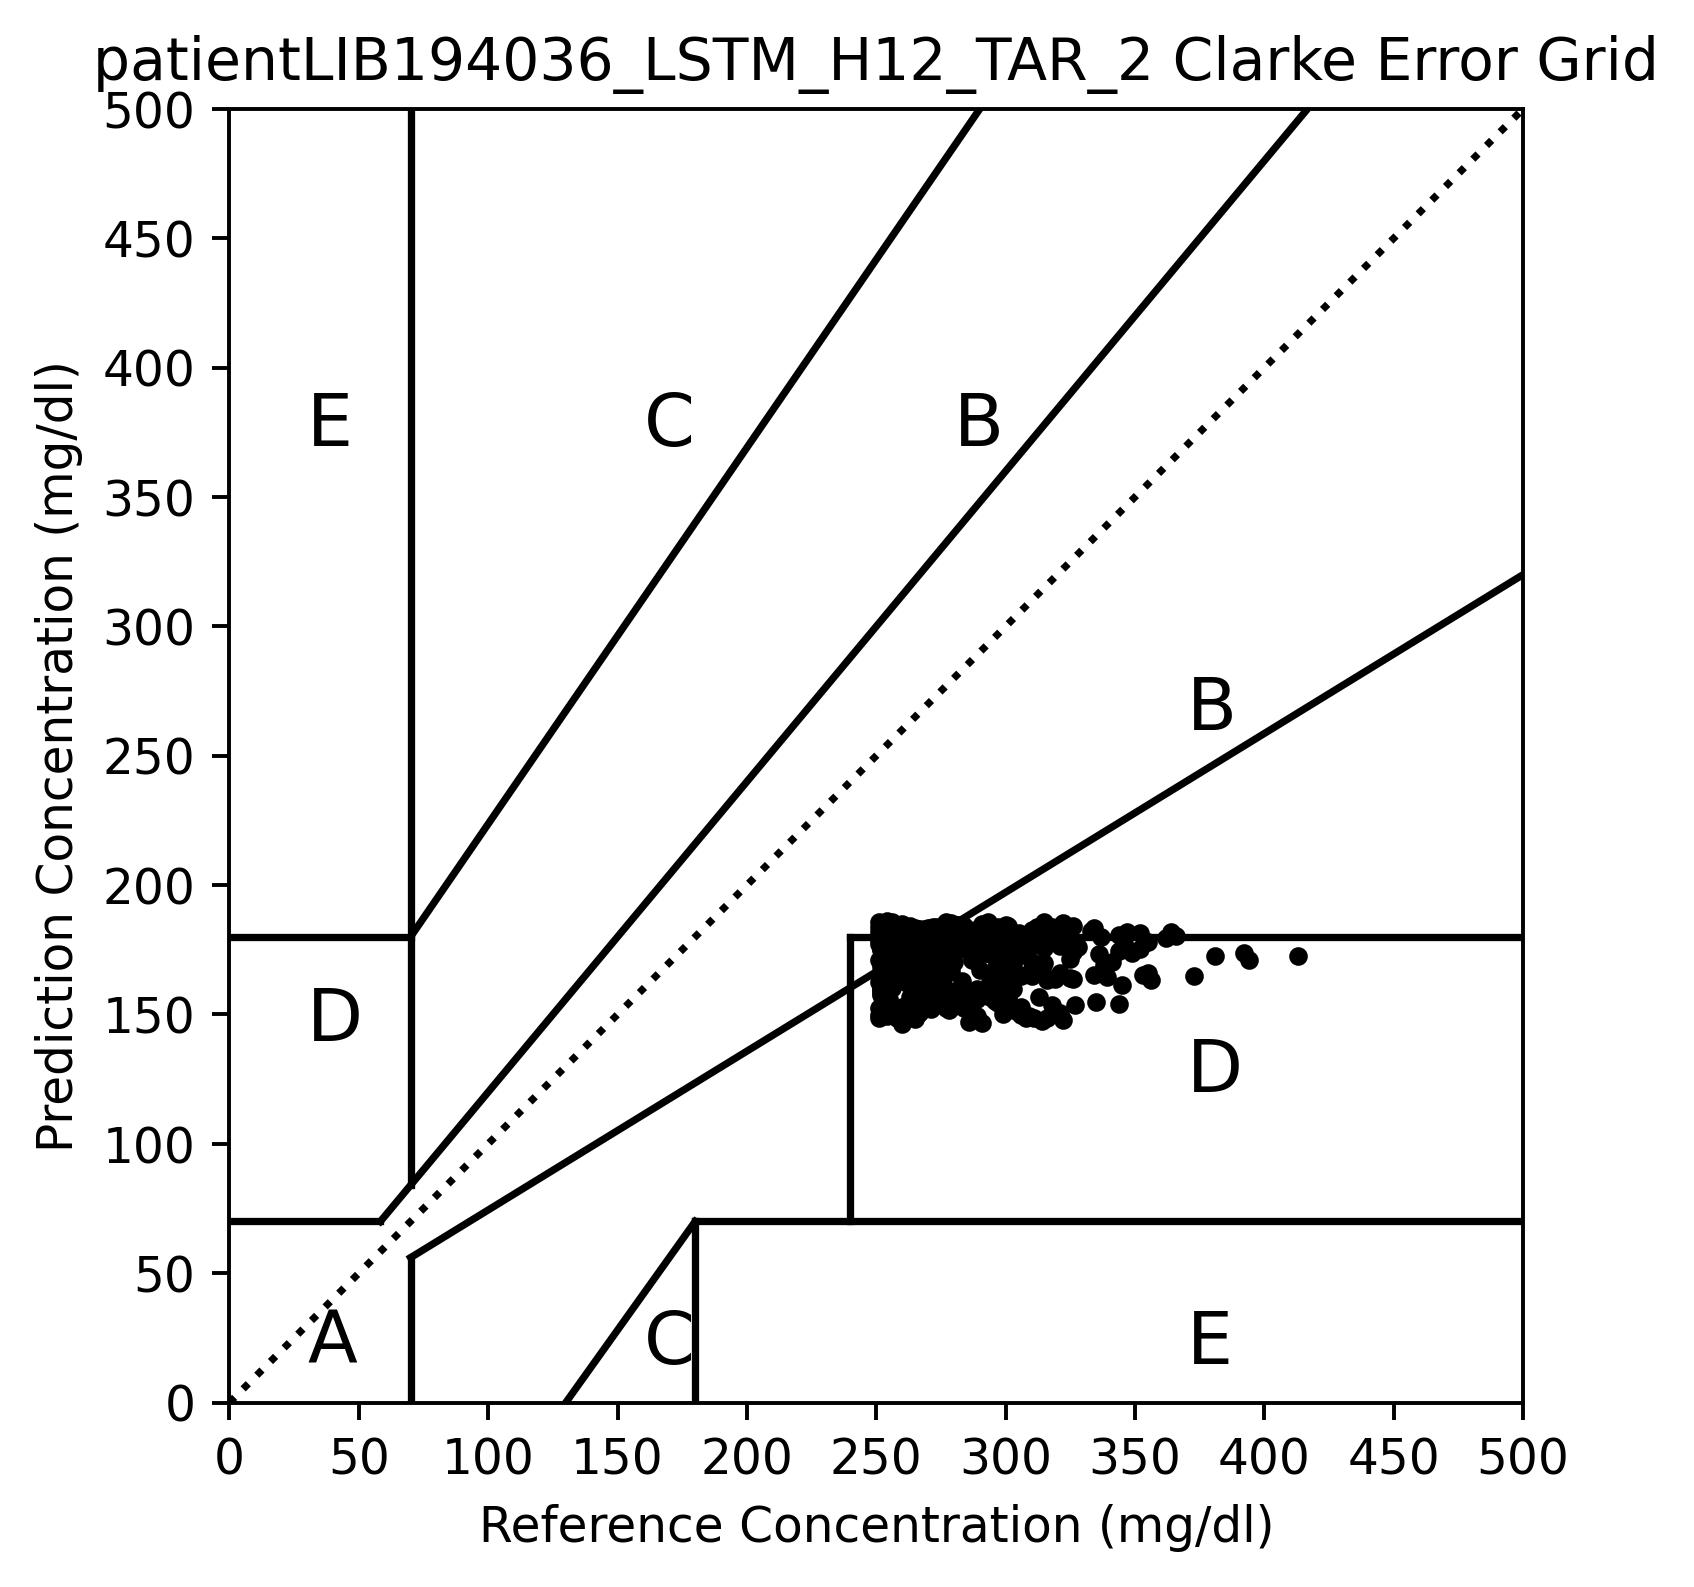 patientLIB194036_LSTM_H12_TAR_2 Clarke Error Grid
500
450
400
350
300
250
200
150
100
50
0
Prediction Concentration (mg/dl)
E
C
B
B
D
D
A
C
E
0 50 100 150 200 250 300 350 400 450 500
Reference Concentration (mg/dl)